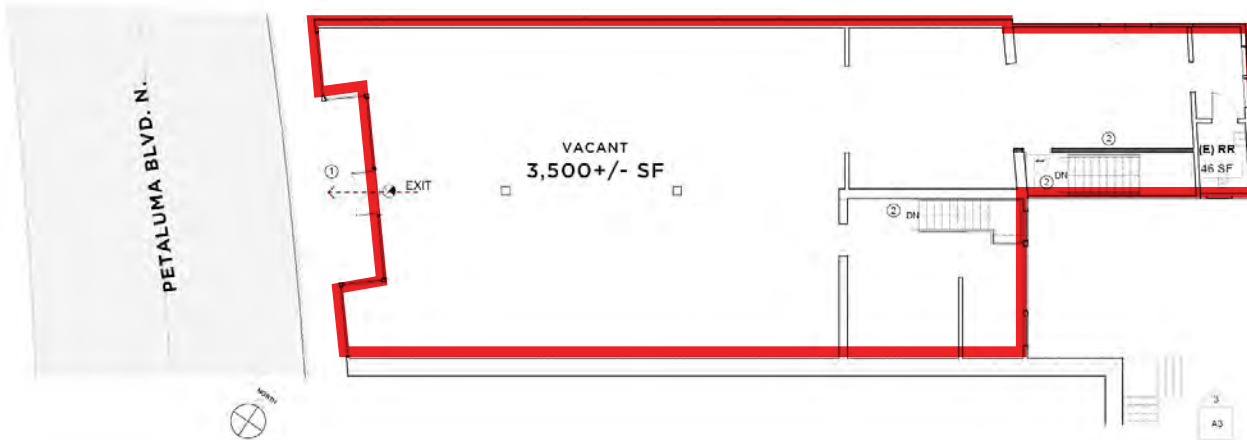 PETALUMA BLVD. N.
1
EXIT
VACANT
3,500+/- SF
2
(E) RR
46 SF
2
DN
2
DN
NORTH
3
A3